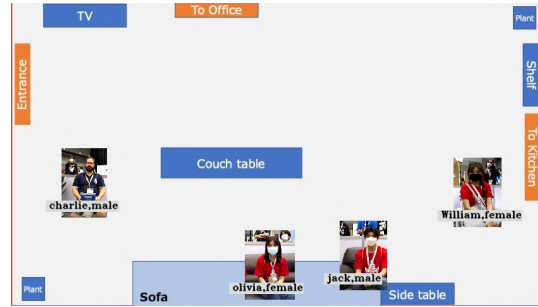 TV
To Office
Plant
Entrance
Shelf
To Kitchen
Couch table
charlie,male
William,female
olivia,female
jack,male
Plant
Sofa
Side table